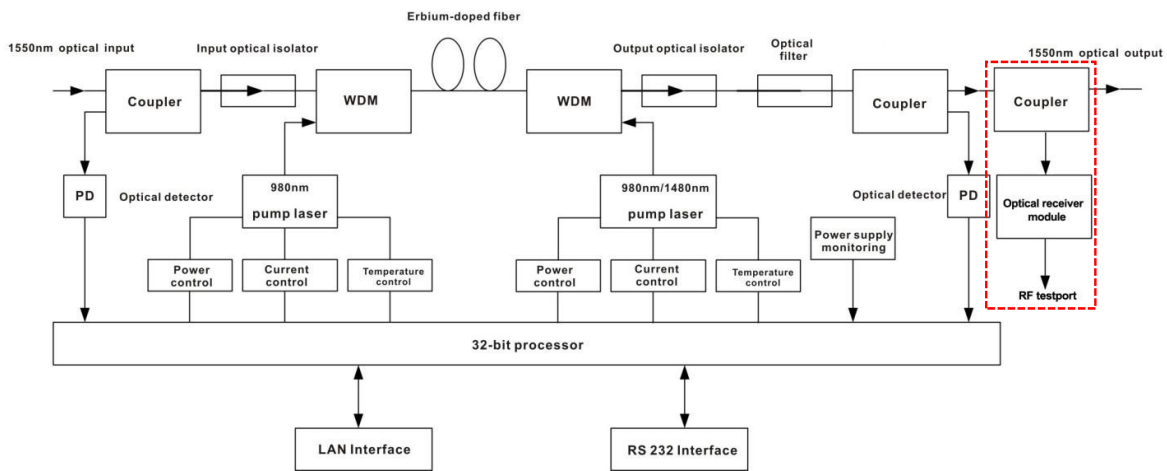 Erbium-doped fiber
1550nm optical input
Input optical isolator
Output optical isolator
Optical
filter
1550nm optical output
Coupler
WDM
WDM
Coupler
Coupler
PD
Optical detector
980nm
pump laser
980nm/1480nm
pump laser
Optical detector
PD
Optical receiver
module
Power supply
monitoring
Power
control
Current
control
Temperature
control
Power
control
Current
control
Temperature
control
RF testport
32-bit processor
LAN Interface
RS 232 Interface